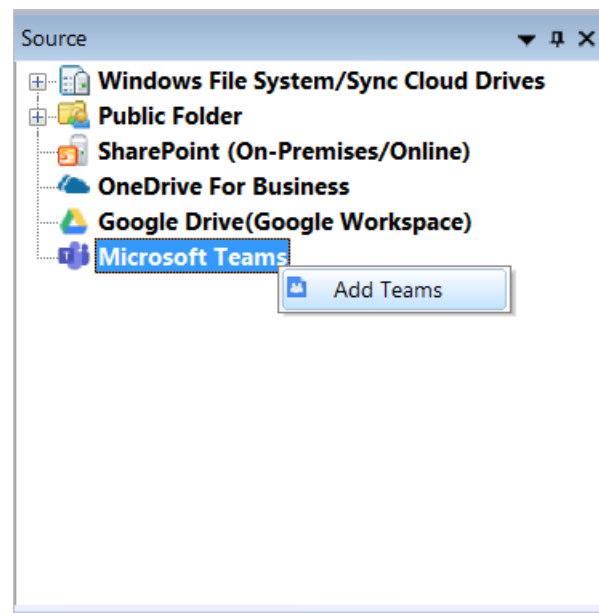 Source
Windows File System/Sync Cloud Drives
Public Folder
SharePoint (On-Premises/Online)
OneDrive For Business
Google Drive(Google Workspace)
Microsoft Teams
Add Teams